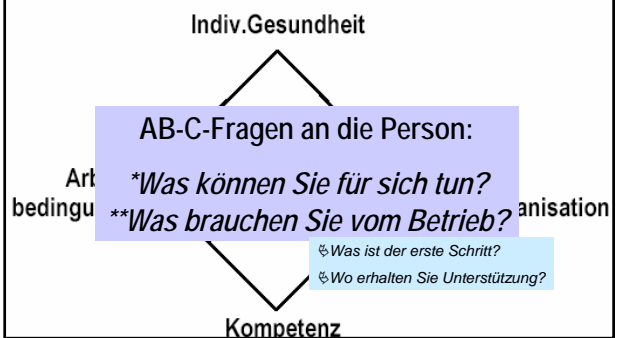 Indiv.Gesundheit
AB-C-Fragen an die Person:
*Was können Sie für sich tun?
**Was brauchen Sie vom Betrieb?
Was ist der erste Schritt?
Wo erhalten Sie Unterstützung?
Kompetenz